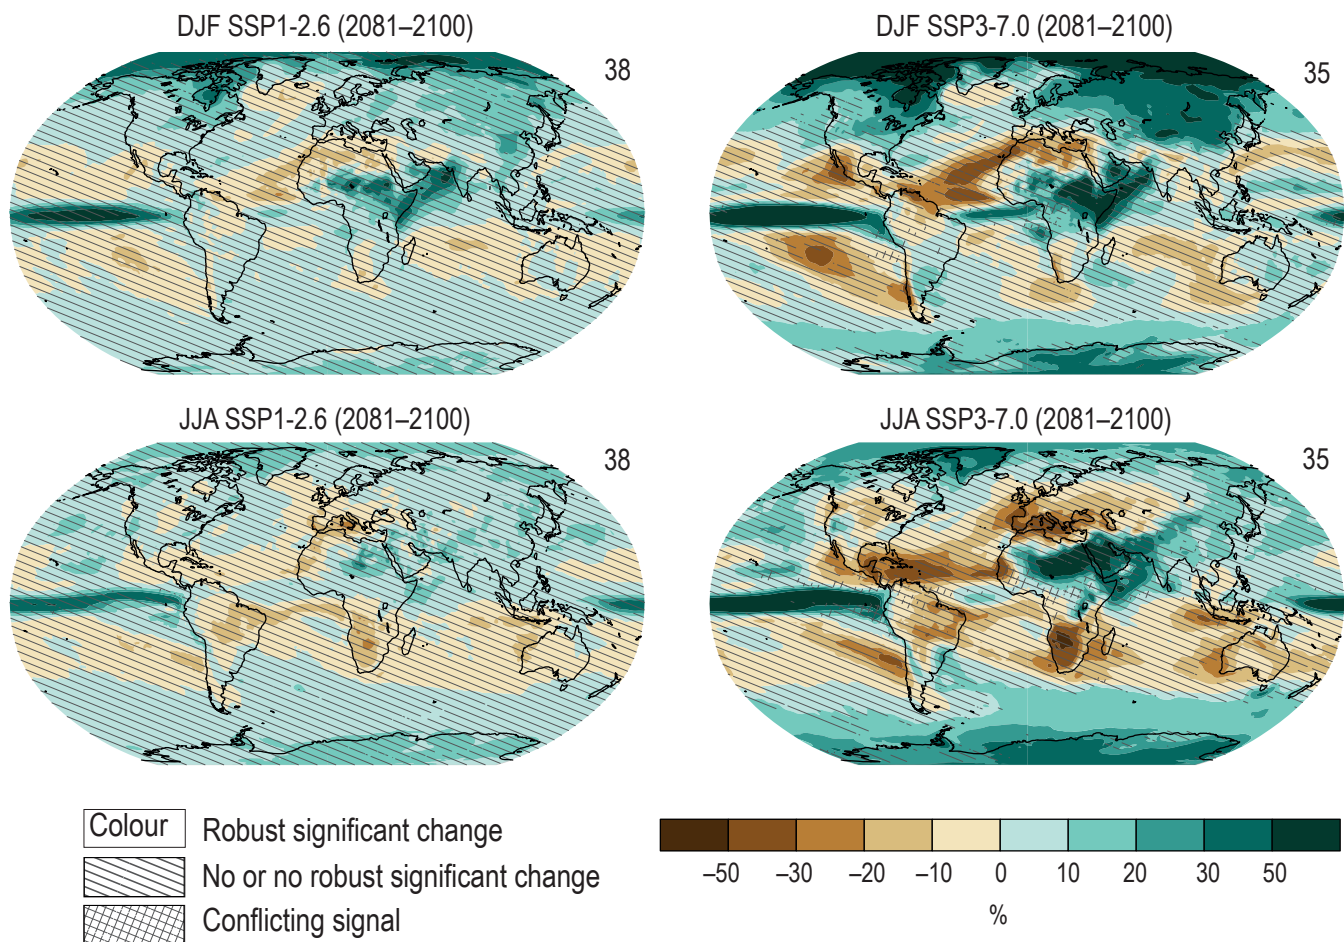 DJF SSP1-2.6 (2081–2100)
DJF SSP3-7.0 (2081–2100)
38
35
JJA SSP1-2.6 (2081–2100)
JJA SSP3-7.0 (2081–2100)
38
35
Colour
Robust significant change
No or no robust significant change
Conflicting signal
–50 –30 –20 –10 0 10 20 30 50
%